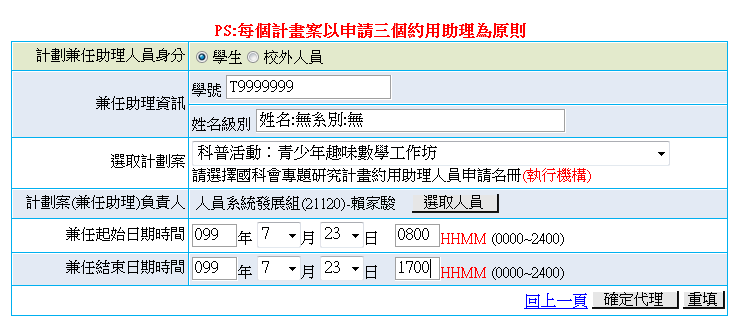 PS:每個計畫案以申請三個約用助理為原則
計劃兼任助理人員身分 學生 校外人員
兼任助理資訊 學號 T9999999
姓名級別 姓名:無系別:無
選取計劃案 科普活動：青少年趣味數學工作坊
請選擇國科會專題研究計畫約用助理人員申請名冊(執行機構)
計劃案(兼任助理)負責人 人員系統發展組(21120)-賴家駿 選取人員
兼任起始日期時間 099 年 7 月 23 日 0800 HHMM (0000~2400)
兼任結束日期時間 099 年 7 月 23 日 1700 HHMM (0000~2400)
回上一頁 確定代理 重填